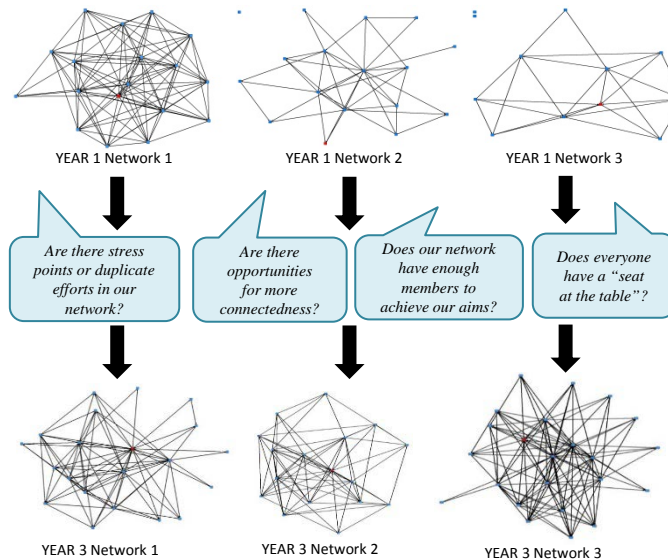 YEAR 1 Network 1
YEAR 1 Network 2
YEAR 1 Network 3
Are there stress
points or duplicate
efforts in our
network?
Are there
opportunities
for more
connectedness?
Does our network
have enough
members to
achieve our aims?
Does everyone
have a “seat
at the table”?
YEAR 3 Network 1
YEAR 3 Network 2
YEAR 3 Network 3